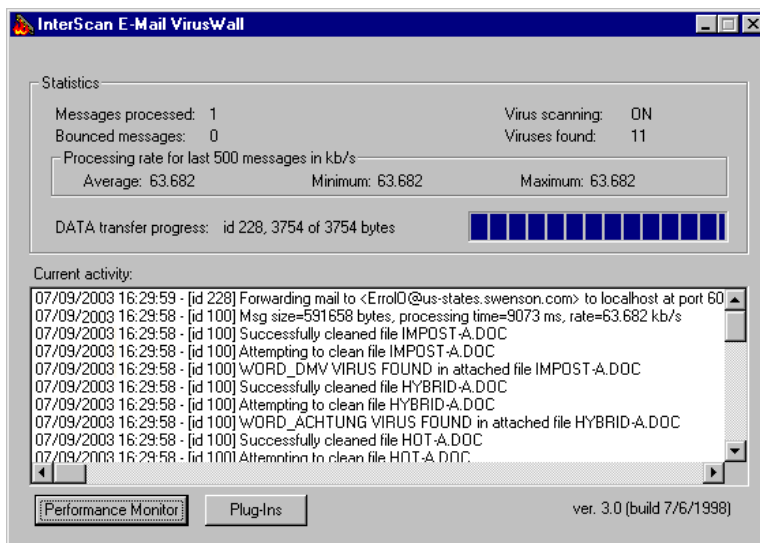 InterScan E-Mail VirusWall
Statistics
Messages processed: 1 Virus scanning: ON
Bounced messages: 0 Viruses found: 11
Processing rate for last 500 messages in kb/s
Average: 63.682 Minimum: 63.682 Maximum: 63.682
DATA transfer progress: id 228, 3754 of 3754 bytes
Current activity:
07/09/2003 16:29:59 - [id 228] Forwarding mail to <ErrolO@us-states.swenson.com> to localhost at port 60
07/09/2003 16:29:58 - [id 100] Msg size=591658 bytes, processing time=9073 ms, rate=63.682 kb/s
07/09/2003 16:29:58 - [id 100] Successfully cleaned file IMPOST-A.DOC
07/09/2003 16:29:58 - [id 100] Attempting to clean file IMPOST-A.DOC
07/09/2003 16:29:58 - [id 100] WORD_DMV VIRUS FOUND in attached file IMPOST-A.DOC
07/09/2003 16:29:58 - [id 100] Successfully cleaned file HYBRID-A.DOC
07/09/2003 16:29:58 - [id 100] Attempting to clean file HYBRID-A.DOC
07/09/2003 16:29:58 - [id 100] WORD_ACHTUNG VIRUS FOUND in attached file HYBRID-A.DOC
07/09/2003 16:29:58 - [id 100] Successfully cleaned file HOT-A.DOC
07/09/2003 16:29:58 - [id 100] Attempting to clean file HOT-A.DOC
Performance Monitor Plug-Ins ver. 3.0 (build 7/6/1998)